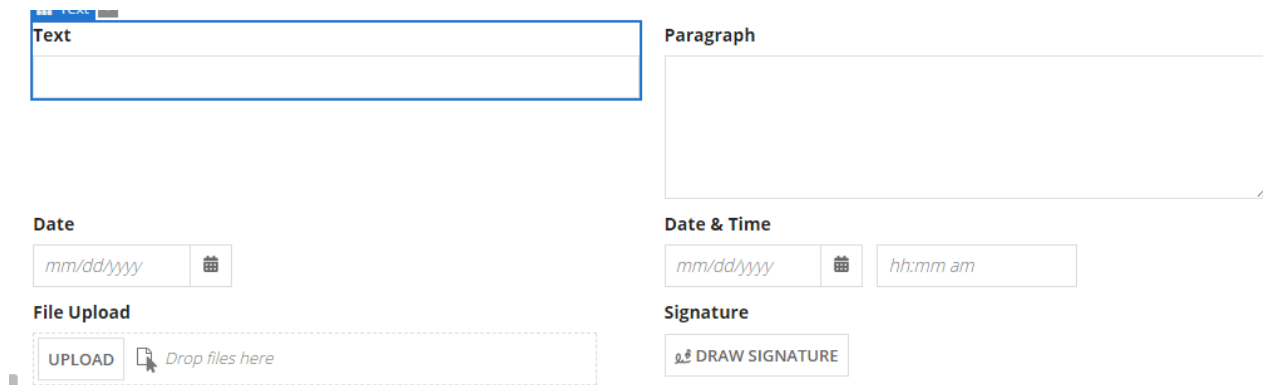 Text
Text
Paragraph
Date
Date & Time
mm/dd/yyyy
mm/dd/yyyy
hh:mm am
File Upload
Signature
UPLOAD
Drop files here
DRAW SIGNATURE